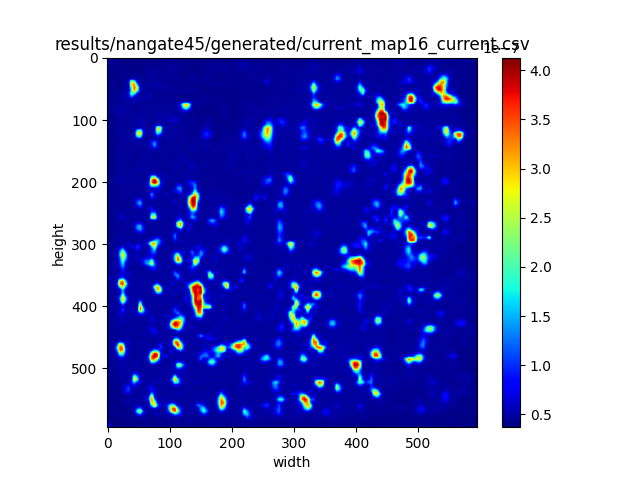 results/nangate45/generated/current_map16_current.csv
1e−7
0
100
200
300
400
500
height
0 100 200 300 400 500
width
4.0
3.5
3.0
2.5
2.0
1.5
1.0
0.5